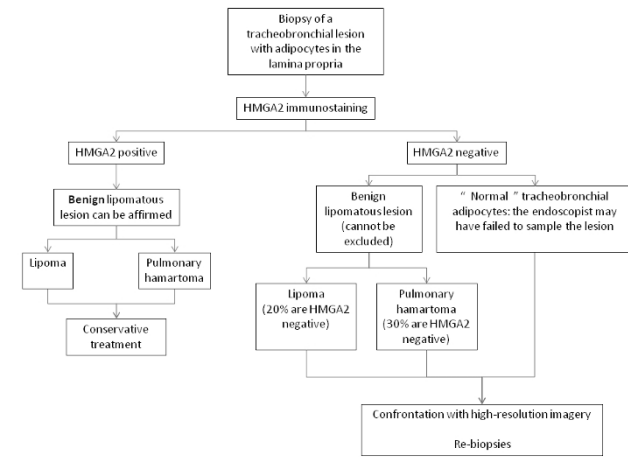 Biopsy of a
tracheobronchial lesion
with adipocytes in the
lamina propria
HMGA2 immunostaining
HMGA2 positive
HMGA2 negative
Benign lipomatous
lesion can be affirmed
Benign
lipomatous lesion
(cannot be
excluded)
“ Normal ” tracheobronchial
adipocytes: the endoscopist may
have failed to sample the lesion
Lipoma
Pulmonary
hamartoma
Lipoma
(20% are HMGA2
negative)
Pulmonary
hamartoma
(30% are HMGA2
negative)
Conservative
treatment
Confrontation with high-resolution imagery
Re-biopsies